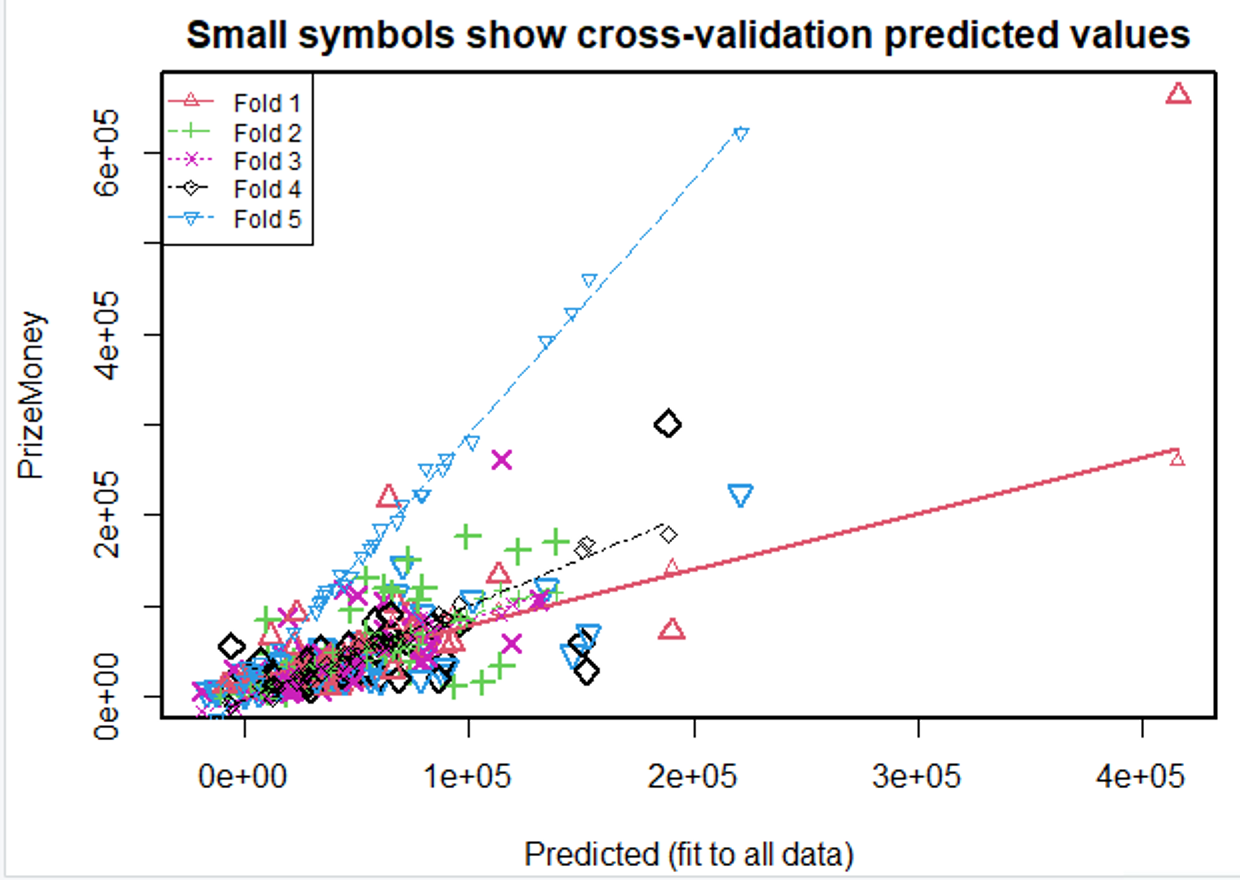 Small symbols show cross-validation predicted values
Fold 1
Fold 2
Fold 3
Fold 4
Fold 5
PrizeMoney
6e+05
4e+05
2e+05
0e+00
0e+00 1e+05 2e+05 3e+05 4e+05
Predicted (fit to all data)